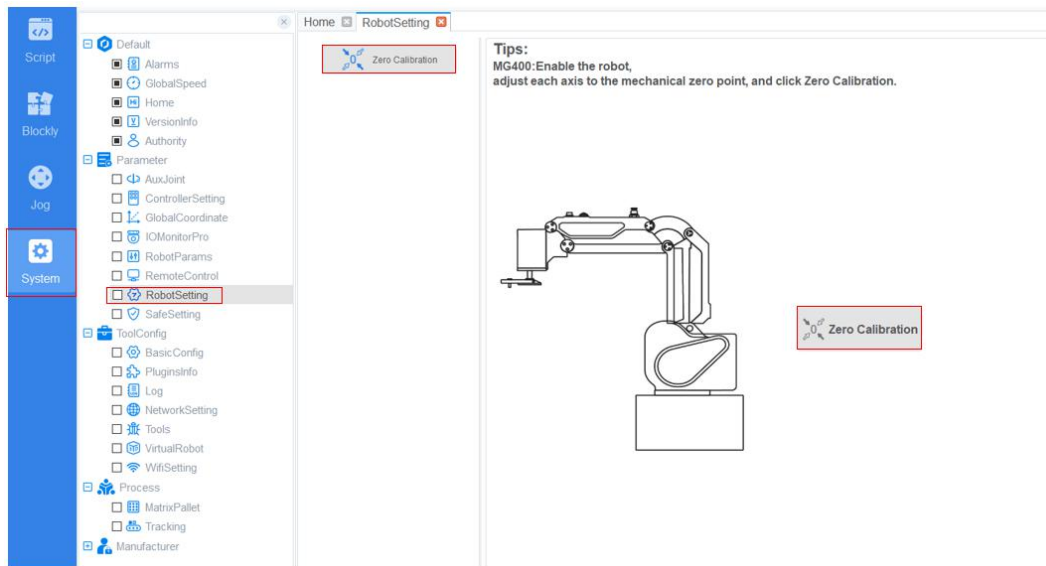 Script
Blockly
Jog
System
Default
Alarms
GlobalSpeed
Home
VersionInfo
Authority
Parameter
AuxJoint
ControllerSetting
GlobalCoordinate
IOMonitorPro
RobotParams
RemoteControl
RobotSetting
SafeSetting
ToolConfig
BasicConfig
PluginsInfo
Log
NetworkSetting
Tools
VirtualRobot
WifiSetting
Process
MatrixPallet
Tracking
Manufacturer
Home RobotSetting
Zero Calibration
Tips:
MG400:Enable the robot,
adjust each axis to the mechanical zero point, and click Zero Calibration.
Zero Calibration